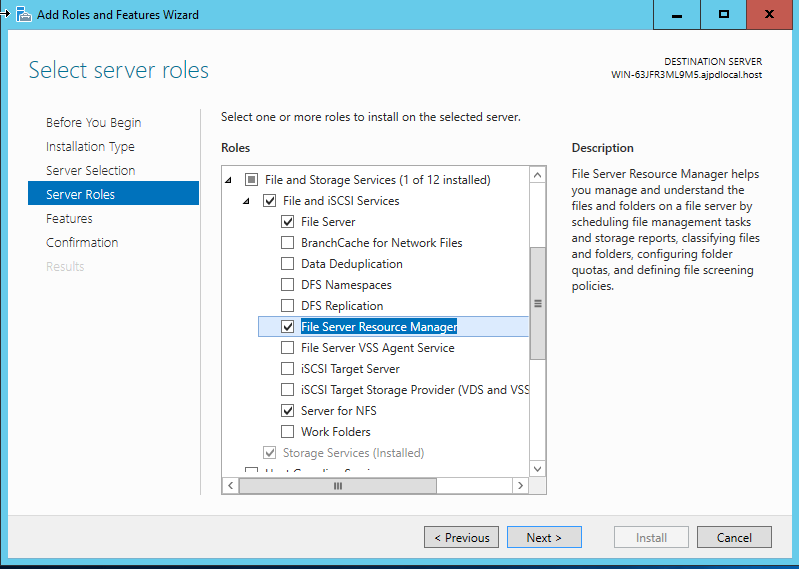 Add Roles and Features Wizard
Select server roles
DESTINATION SERVER
WIN-63JFR3ML9M5.ajpdlocal.host
Before You Begin
Installation Type
Server Selection
Server Roles
Features
Confirmation
Results
Select one or more roles to install on the selected server.
Roles
File and Storage Services (1 of 12 installed)
File and iSCSI Services
File Server
BranchCache for Network Files
Data Deduplication
DFS Namespaces
DFS Replication
File Server Resource Manager
File Server VSS Agent Service
iSCSI Target Server
iSCSI Target Storage Provider (VDS and VSS
Server for NFS
Work Folders
Storage Services (Installed)
Description
File Server Resource Manager helps
you manage and understand the
files and folders on a file server by
scheduling file management tasks
and storage reports, classifying files
and folders, configuring folder
quotas, and defining file screening
policies.
< Previous
Next >
Install
Cancel